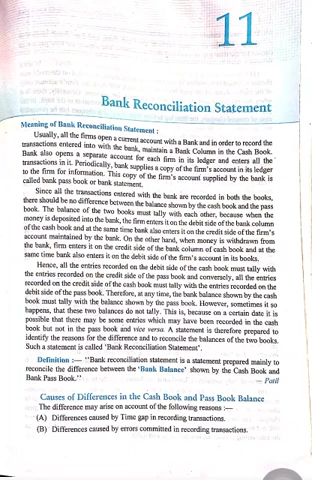 11
Bank Reconciliation Statement
Meaning of Bank Reconciliation Statement :
Usually, all the firms open a current account with a Bank and in order to record the
transactions entered into with the bank, maintain a Bank Column in the Cash Book.
Bank also opens a separate account for each firm in its ledger and enters all the
transactions in it. Periodically, bank supplies a copy of the firm's account in its ledger
to the firm for information. This copy of the firm's account supplied by the bank is
called bank pass book or bank statement.
Since all the transactions entered with the bank are recorded in both the books,
there should be no difference between the balance shown by the cash book and the pass
book. The balance of the two books must tally with each other, because when the
money is deposited into the bank, the firm enters it on the debit side of the bank column
of the cash book and at the same time bank also enters it on the credit side of the firm's
account maintained by the bank. On the other hand, when money is withdrawn from
the bank, firm enters it on the credit side of the bank column of cash book and at the
same time bank also enters it on the debit side of the firm's account in its books.
Hence, all the entries recorded on the debit side of the cash book must tally with
the entries recorded on the credit side of the pass book and conversely, all the entries
recorded on the credit side of the cash book must tally with the entries recorded on the
debit side of the pass book. Therefore, at any time, the bank balance shown by the cash
book must tally with the balance shown by the pass book. However, sometimes it so
happens, that these two balances do not tally. This is, because on a certain date it is
possible that there may be some entries which may have been recorded in the cash
book but not in the pass book and vice versa. A statement is therefore prepared to
identify the reasons for the difference and to reconcile the balances of the two books.
Such a statement is called 'Bank Reconciliation Statement'.
Definition :— "Bank reconciliation statement is a statement prepared mainly to
reconcile the difference between the 'Bank Balance' shown by the Cash Book and
Bank Pass Book."
— Patil
Causes of Differences in the Cash Book and Pass Book Balance
The difference may arise on account of the following reasons :—
(A) Differences caused by Time gap in recording transactions.
(B) Differences caused by errors committed in recording transactions.